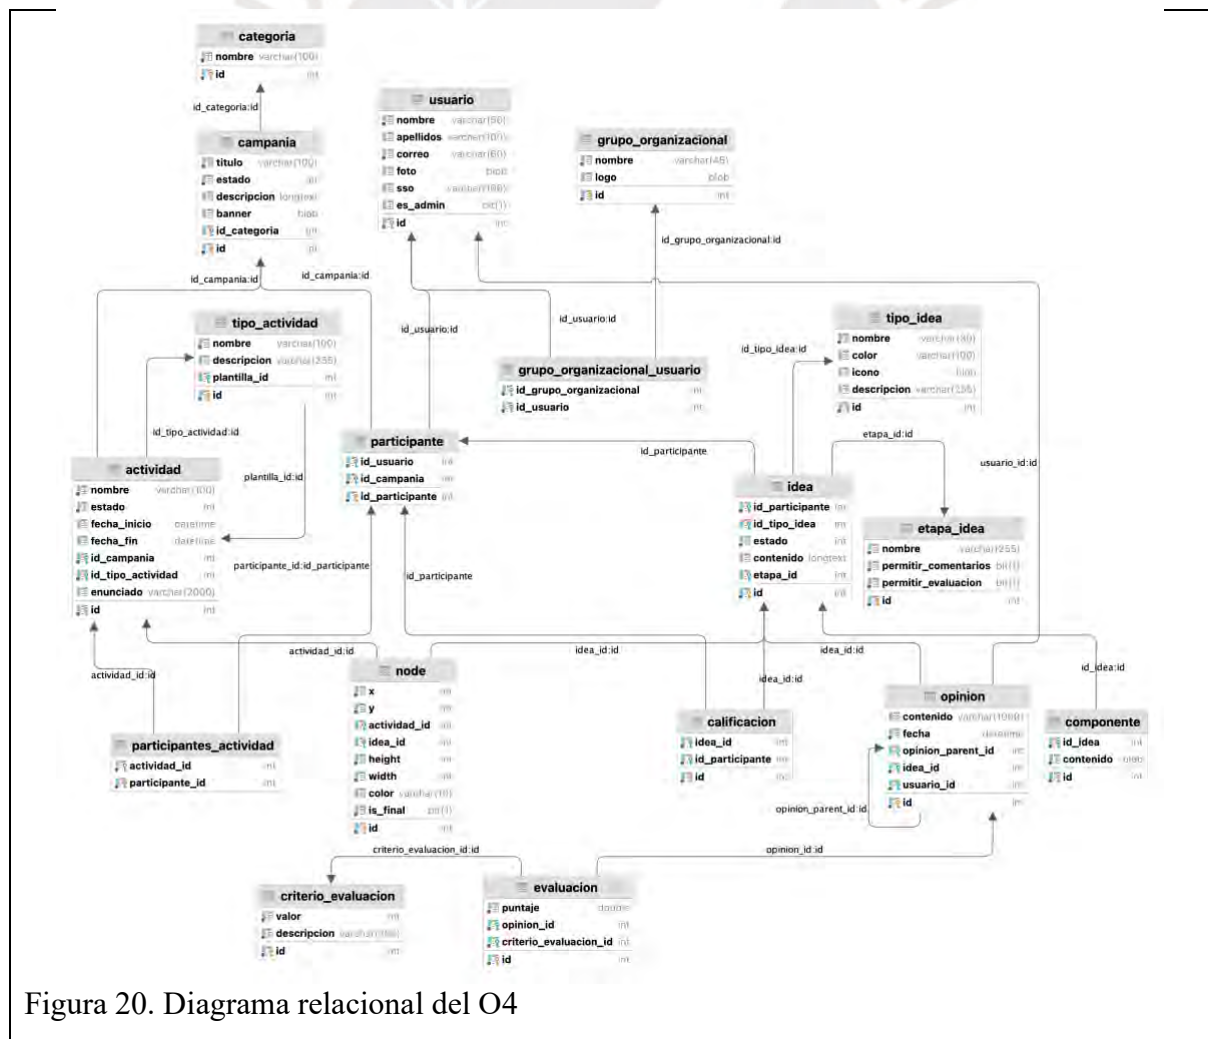 categoria
nombre varchar(100)
id int
id_categoria:id
campania
titulo varchar(100)
estado int
descripcion longtext
banner blob
id_categoria int
id int
usuario
nombre varchar(50)
apellidos varchar(100)
correo varchar(60)
foto blob
sso varchar(100)
es_admin bit(1)
id int
grupo_organizacional
nombre varchar(45)
logo blob
id int
id_grupo_organizacional:id
id_campania:id
id_campania:id
id_usuario:id
id_usuario:id
tipo_actividad
nombre varchar(100)
descripcion varchar(255)
plantilla_id int
id int
grupo_organizacional_usuario
id_grupo_organizacional int
id_usuario int
tipo_idea
nombre
color varchar(100)
icono blob
descripcion varchar(255)
id int
id_tipo_idea:id
id_tipo_actividad:id
plantilla_id:id
participante
id_usuario int
id_campania int
id_participante int
id_participante
etapa_id:id
usuario_id:id
actividad
nombre varchar(100)
estado int
fecha_inicio datetime
fecha_fin datetime
id_campania int
id_tipo_actividad int
enunciado varchar(2000)
id int
idea
id_participante int
id_tipo_idea int
estado int
contenido longtext
etapa_id int
id int
etapa_idea
nombre varchar(255)
permitir_comentarios bit(1)
permitir_evaluacion bit(1)
id int
participante_id:id_participante
id_participante
actividad_id:id
actividad_id:id
idea_id:id
idea_id:id
idea_id:id
id_idea:id
node
x int
y int
actividad_id int
idea_id int
height int
width int
color varchar(10)
is_final bit(1)
id int
participantes_actividad
actividad_id int
participante_id int
calificacion
idea_id int
id_participante int
id int
opinion
contenido
fecha datetime
opinion_parent_id int
idea_id int
usuario_id int
id int
opinion_parent_id:id
componente
id_idea int
contenido blob
id int
criterio_evaluacion_id:id
opinion_id:id
criterio_evaluacion
valor int
descripcion
id int
evaluacion
puntaje double
opinion_id int
criterio_evaluacion_id int
id int
Figura 20. Diagrama relacional del O4